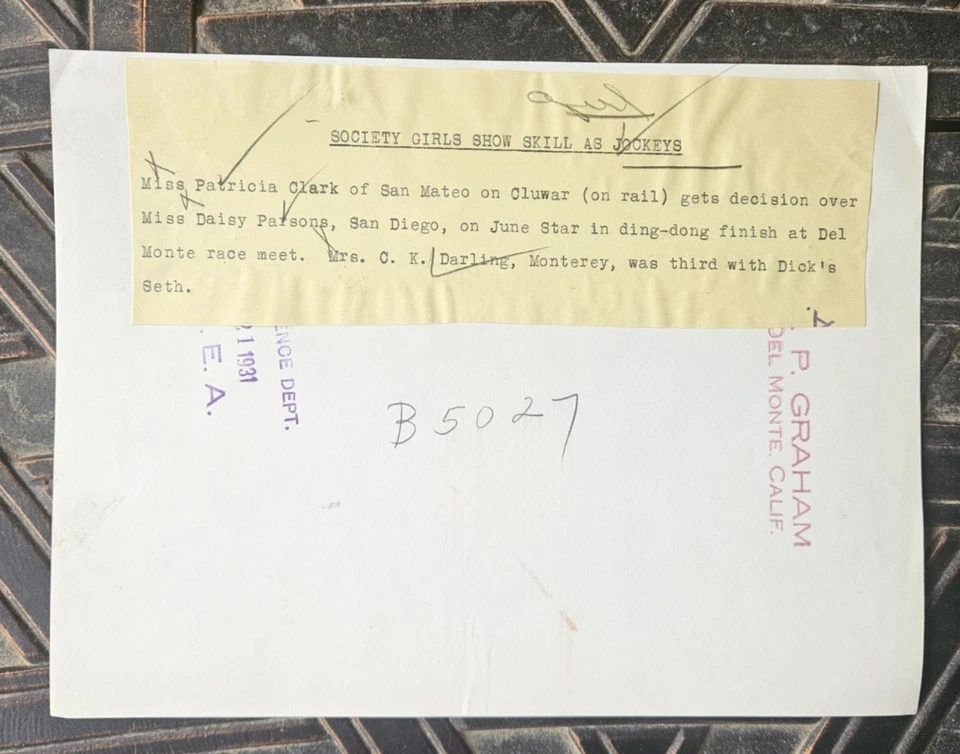 SOCIETY GIRLS SHOW SKILL AS JOCKEYS
Miss Patricia Clark of San Mateo on Cluwar (on rail) gets decision over
Miss Daisy Parsons, San Diego, on June Star in ding-dong finish at Del
Monte race meet. Mrs. C. K. Darling, Monterey, was third with Dick's
Seth.
ENCE DEPT.
21 1931
. E. A.
B5027
P. GRAHAM
DEL MONTE, CALIF.